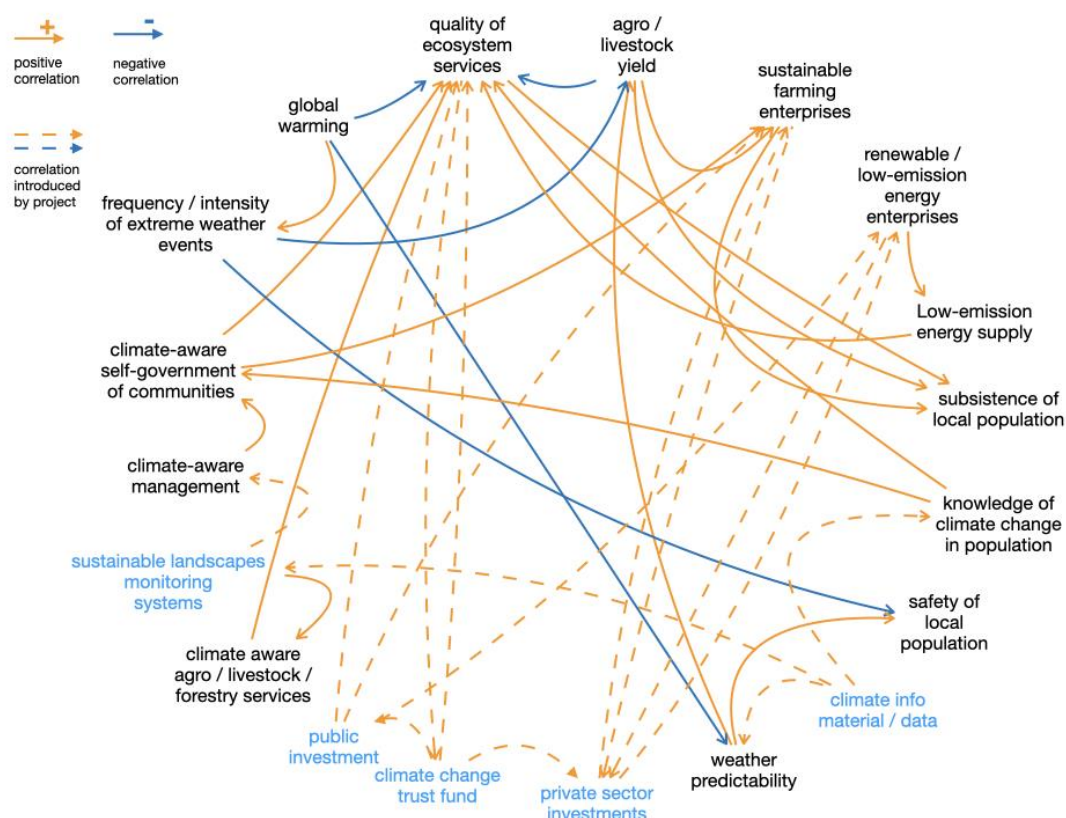 +
-
positive
correlation
negative
correlation
correlation
introduced
by project
quality of
ecosystem
services
agro /
livestock
yield
sustainable
farming
enterprises
global
warming
renewable /
low-emission
energy
enterprises
frequency / intensity
of extreme weather
events
Low-emission
energy supply
climate-aware
self-government
of communities
subsistence of
local population
climate-aware
management
knowledge of
climate change
in population
sustainable landscapes
monitoring
systems
safety of
local
population
climate aware
agro / livestock /
forestry services
climate info
material / data
public
investment
climate change
trust fund
private sector
investments
weather
predictability